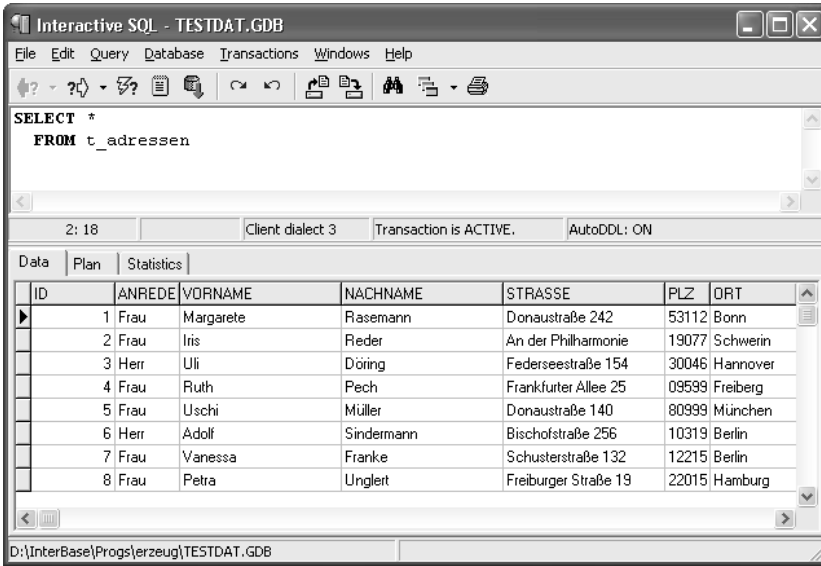 Interactive SQL - TESTDAT.GDB
File Edit Query Database Transactions Windows Help
SELECT *
FROM t_adressen
2: 18 Client dialect 3 Transaction is ACTIVE. AutoDDL: ON
Data Plan Statistics
ID ANREDE VORNAME NACHNAME STRASSE PLZ ORT
1 Frau Margarete Rasemann Donaustraße 242 53112 Bonn
2 Frau Iris Reder An der Philharmonie 19077 Schwerin
3 Herr Uli Döring Federseestraße 154 30046 Hannover
4 Frau Ruth Pech Frankfurter Allee 25 09599 Freiberg
5 Frau Uschi Müller Donaustraße 140 80999 München
6 Herr Adolf Sindermann Bischofstraße 256 10319 Berlin
7 Frau Vanessa Franke Schusterstraße 132 12215 Berlin
8 Frau Petra Unglert Freiburger Straße 19 22015 Hamburg
D:\InterBase\Progs\erzeug\TESTDAT.GDB